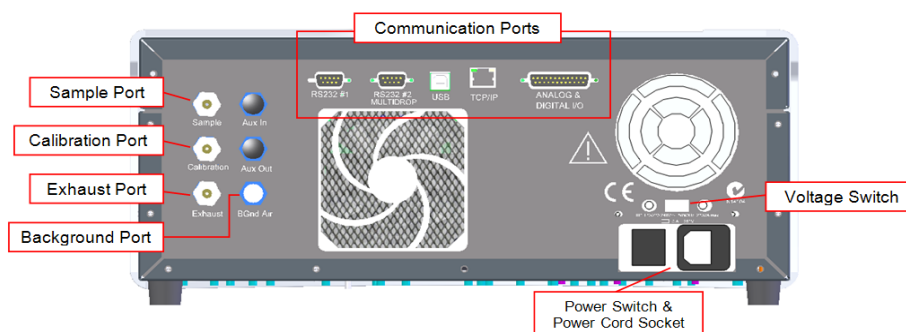 Communication Ports
Sample Port
Calibration Port
Exhaust Port
Background Port
Sample
Aux In
Calibration
Aux Out
Exhaust
BGnd Air
RS232 #1
RS232 #2
MULTIDROP
USB
TCP/IP
ANALOG &
DIGITAL I/O
CE
Voltage Switch
Power Switch &
Power Cord Socket